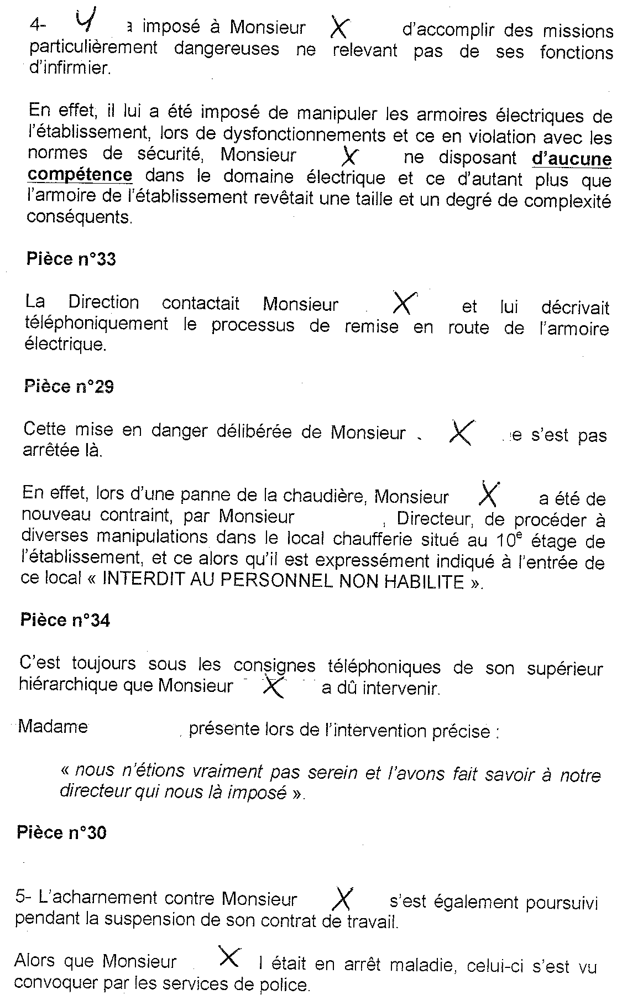 4- Y a imposé à Monsieur X d'accomplir des missions
particulièrement dangereuses ne relevant pas de ses fonctions
d'infirmier.
En effet, il lui a été imposé de manipuler les armoires électriques de
l'établissement, lors de dysfonctionnements et ce en violation avec les
normes de sécurité, Monsieur X ne disposant d'aucune
compétence dans le domaine électrique et ce d'autant plus que
l'armoire de l'établissement revêtait une taille et un degré de complexité
conséquents.
Pièce n°33
La Direction contactait Monsieur X et lui décrivait
téléphoniquement le processus de remise en route de l'armoire
électrique.
Pièce n°29
Cette mise en danger délibérée de Monsieur X e s'est pas
arrêtée là.
En effet, lors d'une panne de la chaudière, Monsieur X a été de
nouveau contraint, par Monsieur , Directeur, de procéder à
diverses manipulations dans le local chaufferie situé au 10e étage de
l'établissement, et ce alors qu'il est expressément indiqué à l'entrée de
ce local « INTERDIT AU PERSONNEL NON HABILITE ».
Pièce n°34
C'est toujours sous les consignes téléphoniques de son supérieur
hiérarchique que Monsieur X a dû intervenir.
Madame présente lors de l'intervention précise :
« nous n'étions vraiment pas serein et l'avons fait savoir à notre
directeur qui nous là imposé ».
Pièce n°30
5- L'acharnement contre Monsieur X s'est également poursuivi
pendant la suspension de son contrat de travail.
Alors que Monsieur X l était en arrêt maladie, celui-ci s'est vu
convoquer par les services de police.